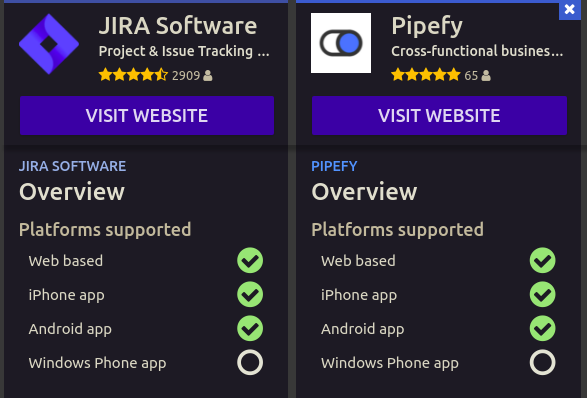 JIRA Software
Project & Issue Tracking ...
2909
VISIT WEBSITE
JIRA SOFTWARE
Overview
Platforms supported
Web based
iPhone app
Android app
Windows Phone app
Pipefy
Cross-functional busines...
65
VISIT WEBSITE
PIPEFY
Overview
Platforms supported
Web based
iPhone app
Android app
Windows Phone app